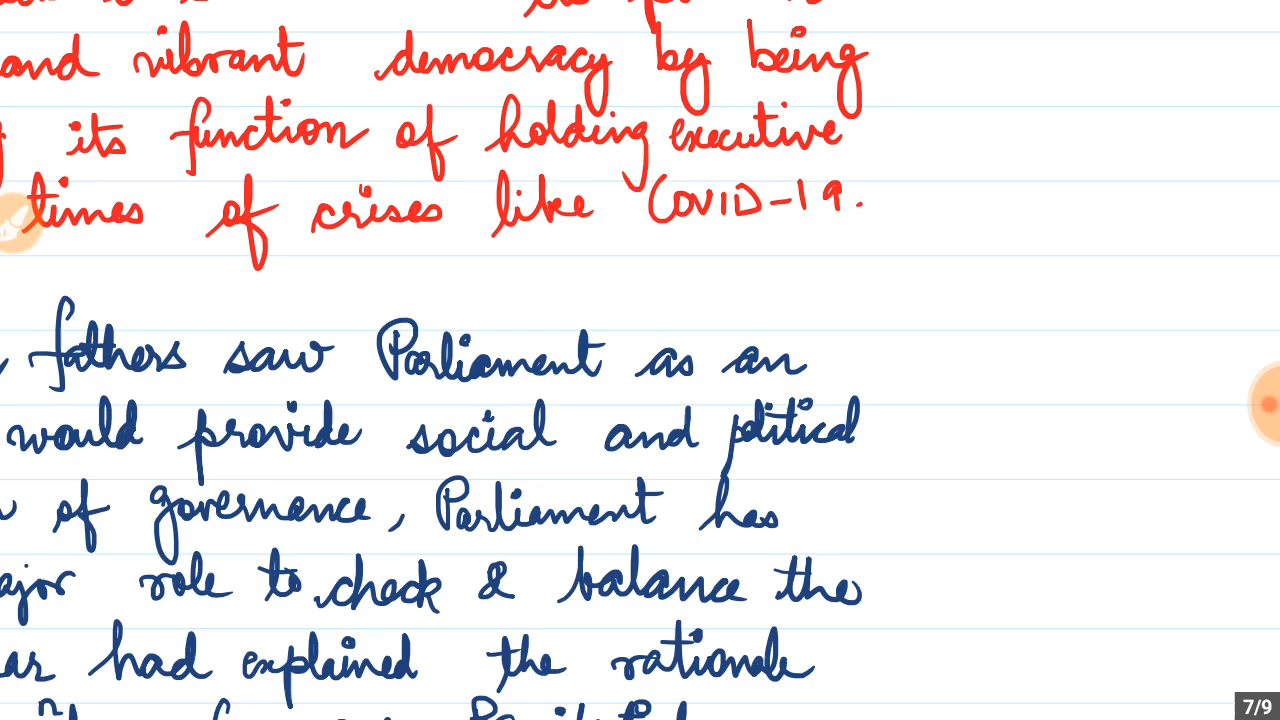 and vibrant democracy by being
its function of holding executive
times of crises like COVID-19.
fathers saw Parliament as an
would provide social and political
of governance, Parliament has
role to check & balance the
had explained the rationale
7/9